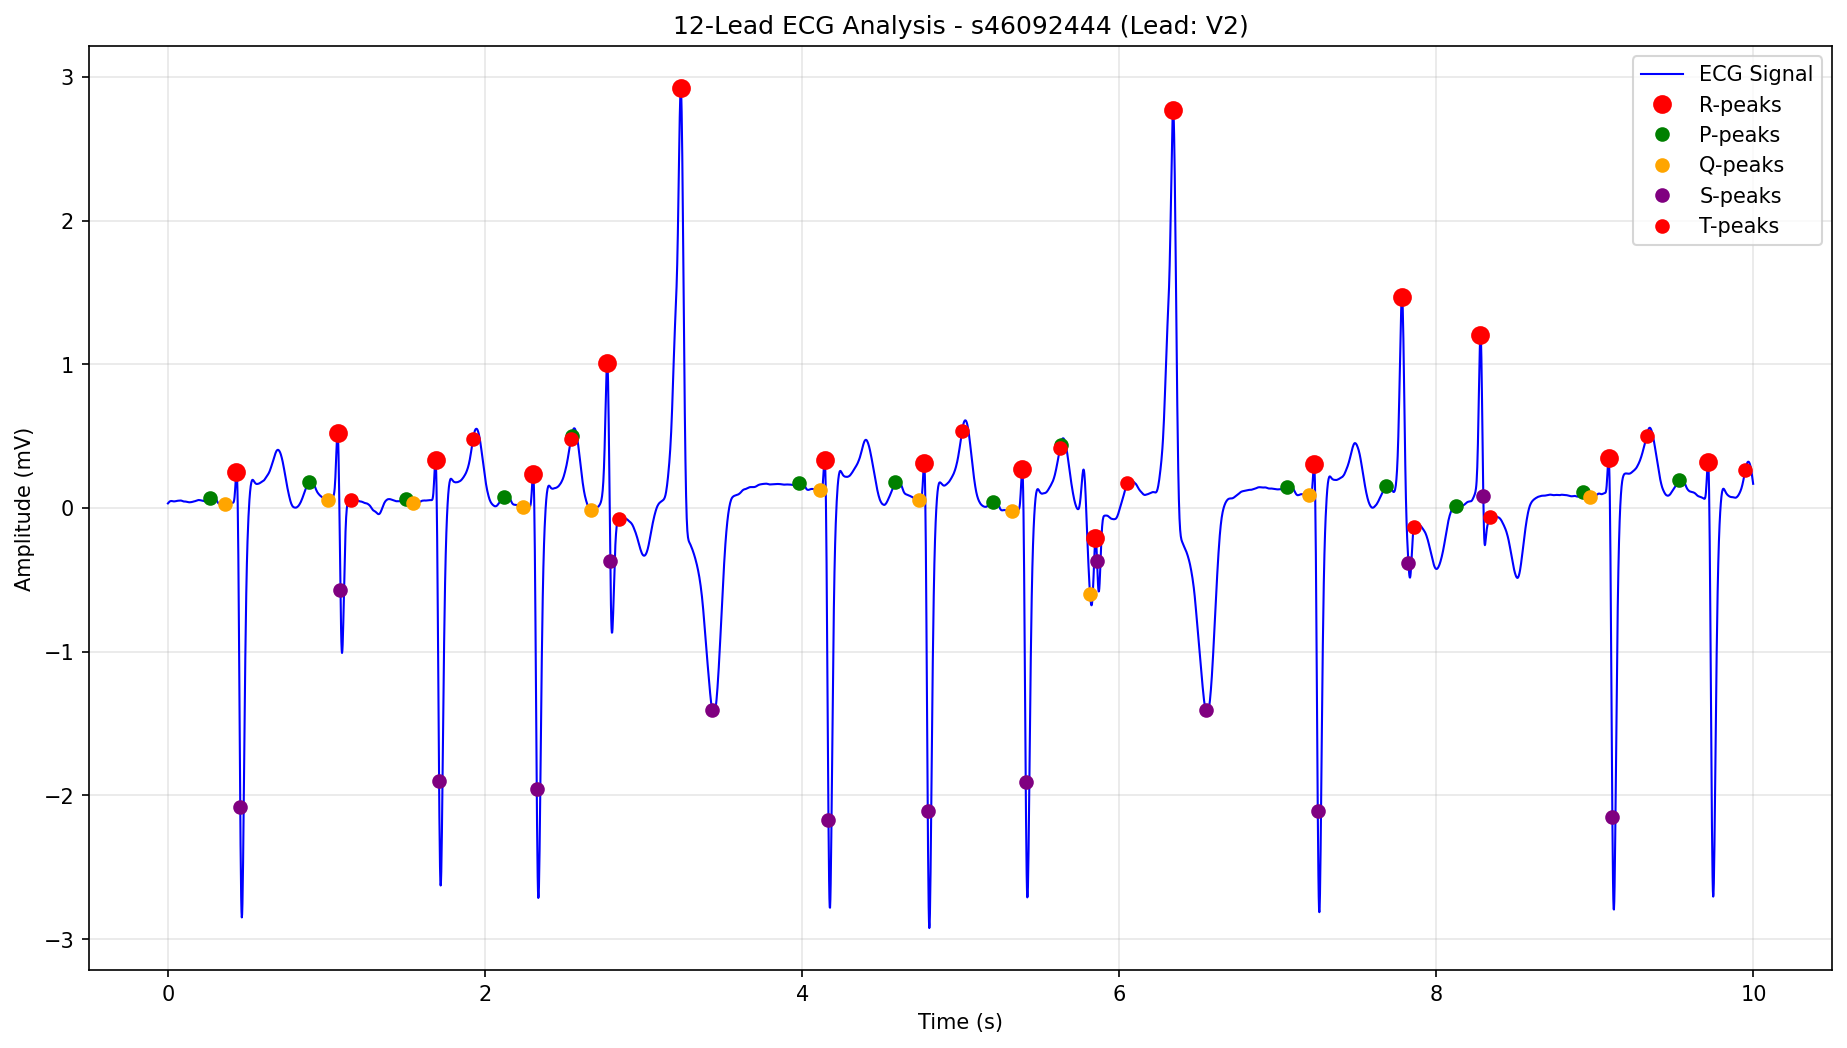 12-Lead ECG Analysis - s46092444 (Lead: V2)
ECG Signal
R-peaks
P-peaks
Q-peaks
S-peaks
T-peaks
Amplitude (mV)
3
2
1
0
−1
−2
−3
0 2 4 6 8 10
Time (s)